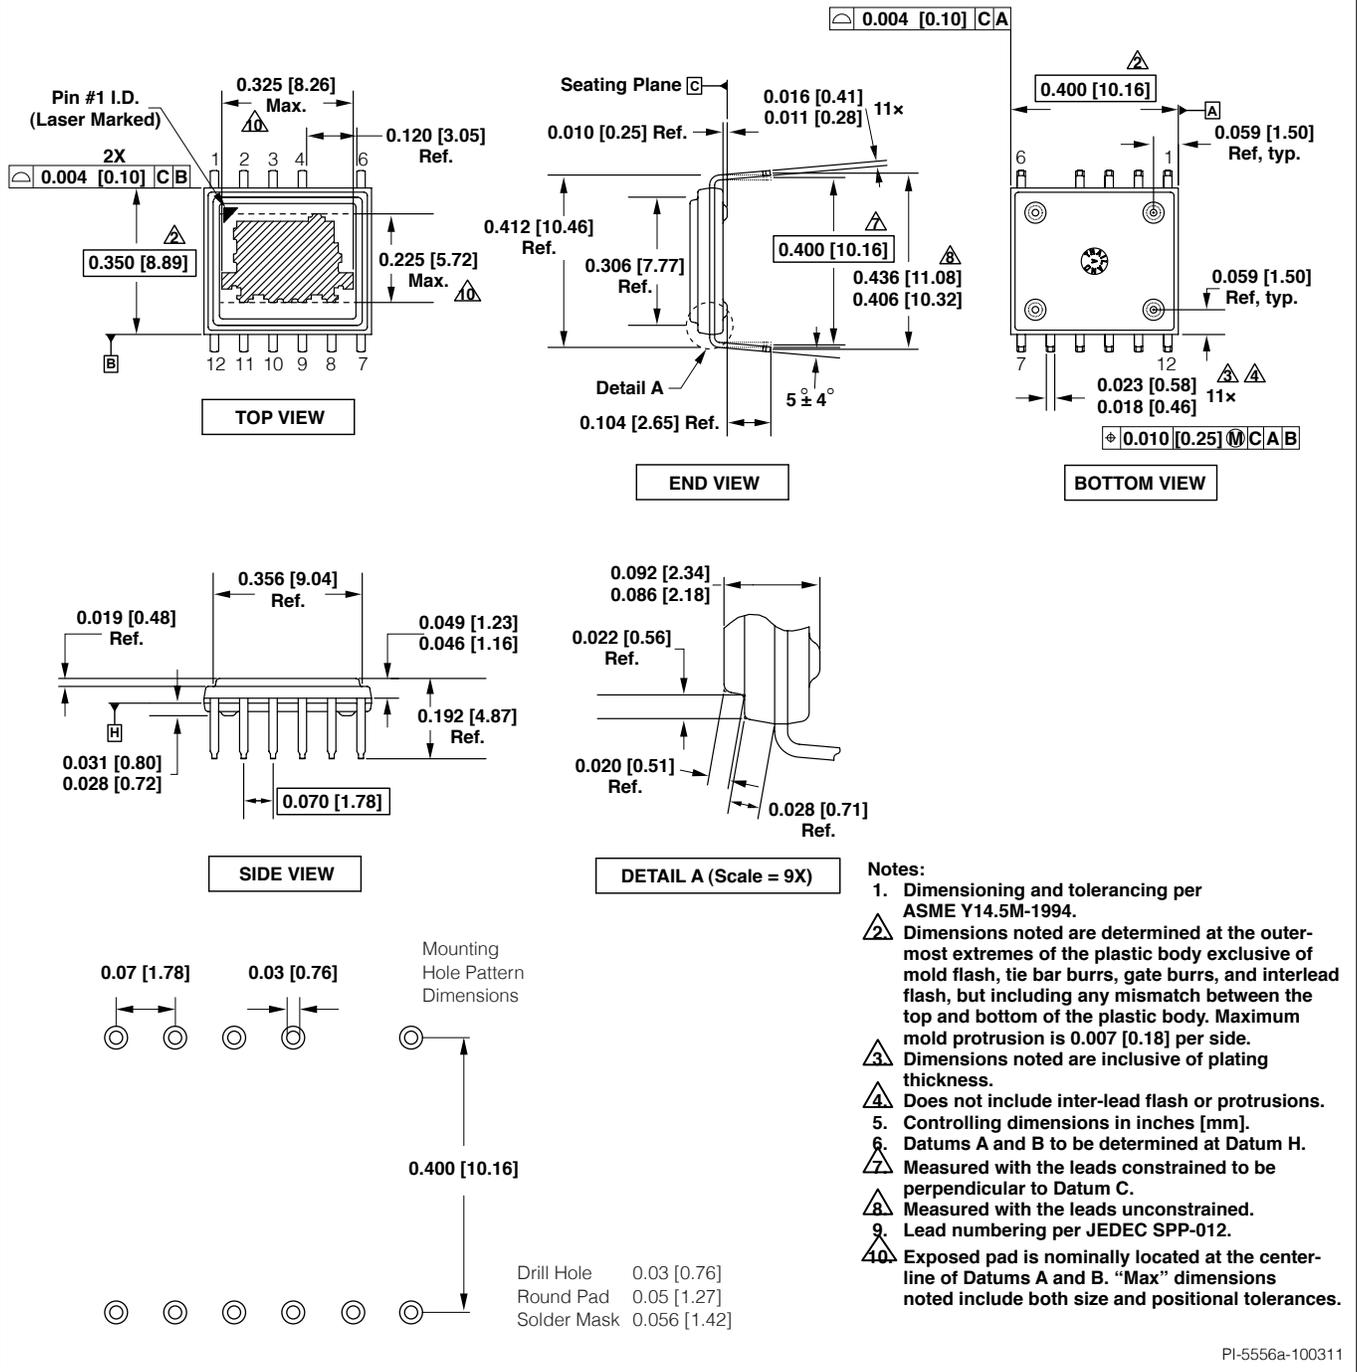 ⌓ 0.004 [0.10] C A
0.325 [8.26]
Max.
10
Pin #1 I.D.
(Laser Marked)
0.120 [3.05]
Ref.
2X
⌓ 0.004 [0.10] C B
1 2 3 4 6
2
0.350 [8.89]
0.225 [5.72]
Max.
10
B
12 11 10 9 8 7
TOP VIEW
Seating Plane C
0.016 [0.41]
0.011 [0.28]
11×
0.010 [0.25] Ref.
0.412 [10.46]
Ref.
0.306 [7.77]
Ref.
7
0.400 [10.16]
8
0.436 [11.08]
0.406 [10.32]
Detail A
5 ± 4°
0.104 [2.65] Ref.
END VIEW
2
0.400 [10.16]
A
0.059 [1.50]
Ref, typ.
6 1
0.059 [1.50]
Ref, typ.
7 12
0.023 [0.58]
0.018 [0.46]
11×
3 4
⌖ 0.010 [0.25] Ⓜ C A B
BOTTOM VIEW
0.356 [9.04]
Ref.
0.019 [0.48]
Ref.
0.049 [1.23]
0.046 [1.16]
0.192 [4.87]
Ref.
H
0.031 [0.80]
0.028 [0.72]
0.070 [1.78]
SIDE VIEW
0.092 [2.34]
0.086 [2.18]
0.022 [0.56]
Ref.
0.020 [0.51]
Ref.
0.028 [0.71]
Ref.
DETAIL A (Scale = 9X)
Notes:
1. Dimensioning and tolerancing per
ASME Y14.5M-1994.
2. Dimensions noted are determined at the outer-
most extremes of the plastic body exclusive of
mold flash, tie bar burrs, gate burrs, and interlead
flash, but including any mismatch between the
top and bottom of the plastic body. Maximum
mold protrusion is 0.007 [0.18] per side.
3. Dimensions noted are inclusive of plating
thickness.
4. Does not include inter-lead flash or protrusions.
5. Controlling dimensions in inches [mm].
6. Datums A and B to be determined at Datum H.
7. Measured with the leads constrained to be
perpendicular to Datum C.
8. Measured with the leads unconstrained.
9. Lead numbering per JEDEC SPP-012.
10. Exposed pad is nominally located at the center-
line of Datums A and B. “Max” dimensions
noted include both size and positional tolerances.
Mounting
Hole Pattern
Dimensions
0.07 [1.78]
0.03 [0.76]
0.400 [10.16]
Drill Hole 0.03 [0.76]
Round Pad 0.05 [1.27]
Solder Mask 0.056 [1.42]
PI-5556a-100311